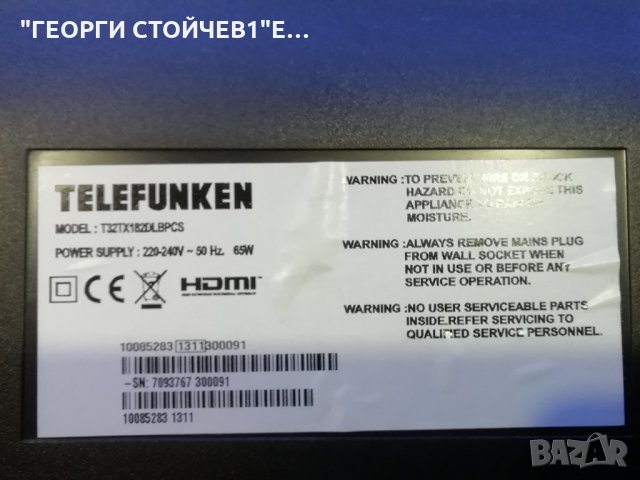 "ГЕОРГИ СТОЙЧЕВ1"Е...
TELEFUNKEN
MODEL : T32TX182DLBPCS
POWER SUPPLY : 220-240V ~ 50 Hz. 65W
CE
HDMI
10085283 1311300091
-SN: 7093767 300091
10085283 1311
WARNING :TO PREVENT FIRE OR SHOCK
HAZARD DO NOT EXPOSE THIS
APPLIANCE TO RAIN OR
MOISTURE.
WARNING :ALWAYS REMOVE MAINS PLUG
FROM WALL SOCKET WHEN
NOT IN USE OR BEFORE ANY
SERVICE OPERATION.
WARNING :NO USER SERVICEABLE PARTS
INSIDE.REFER SERVICING TO
QUALIFIED SERVICE PERSONNEL.
BAZAR